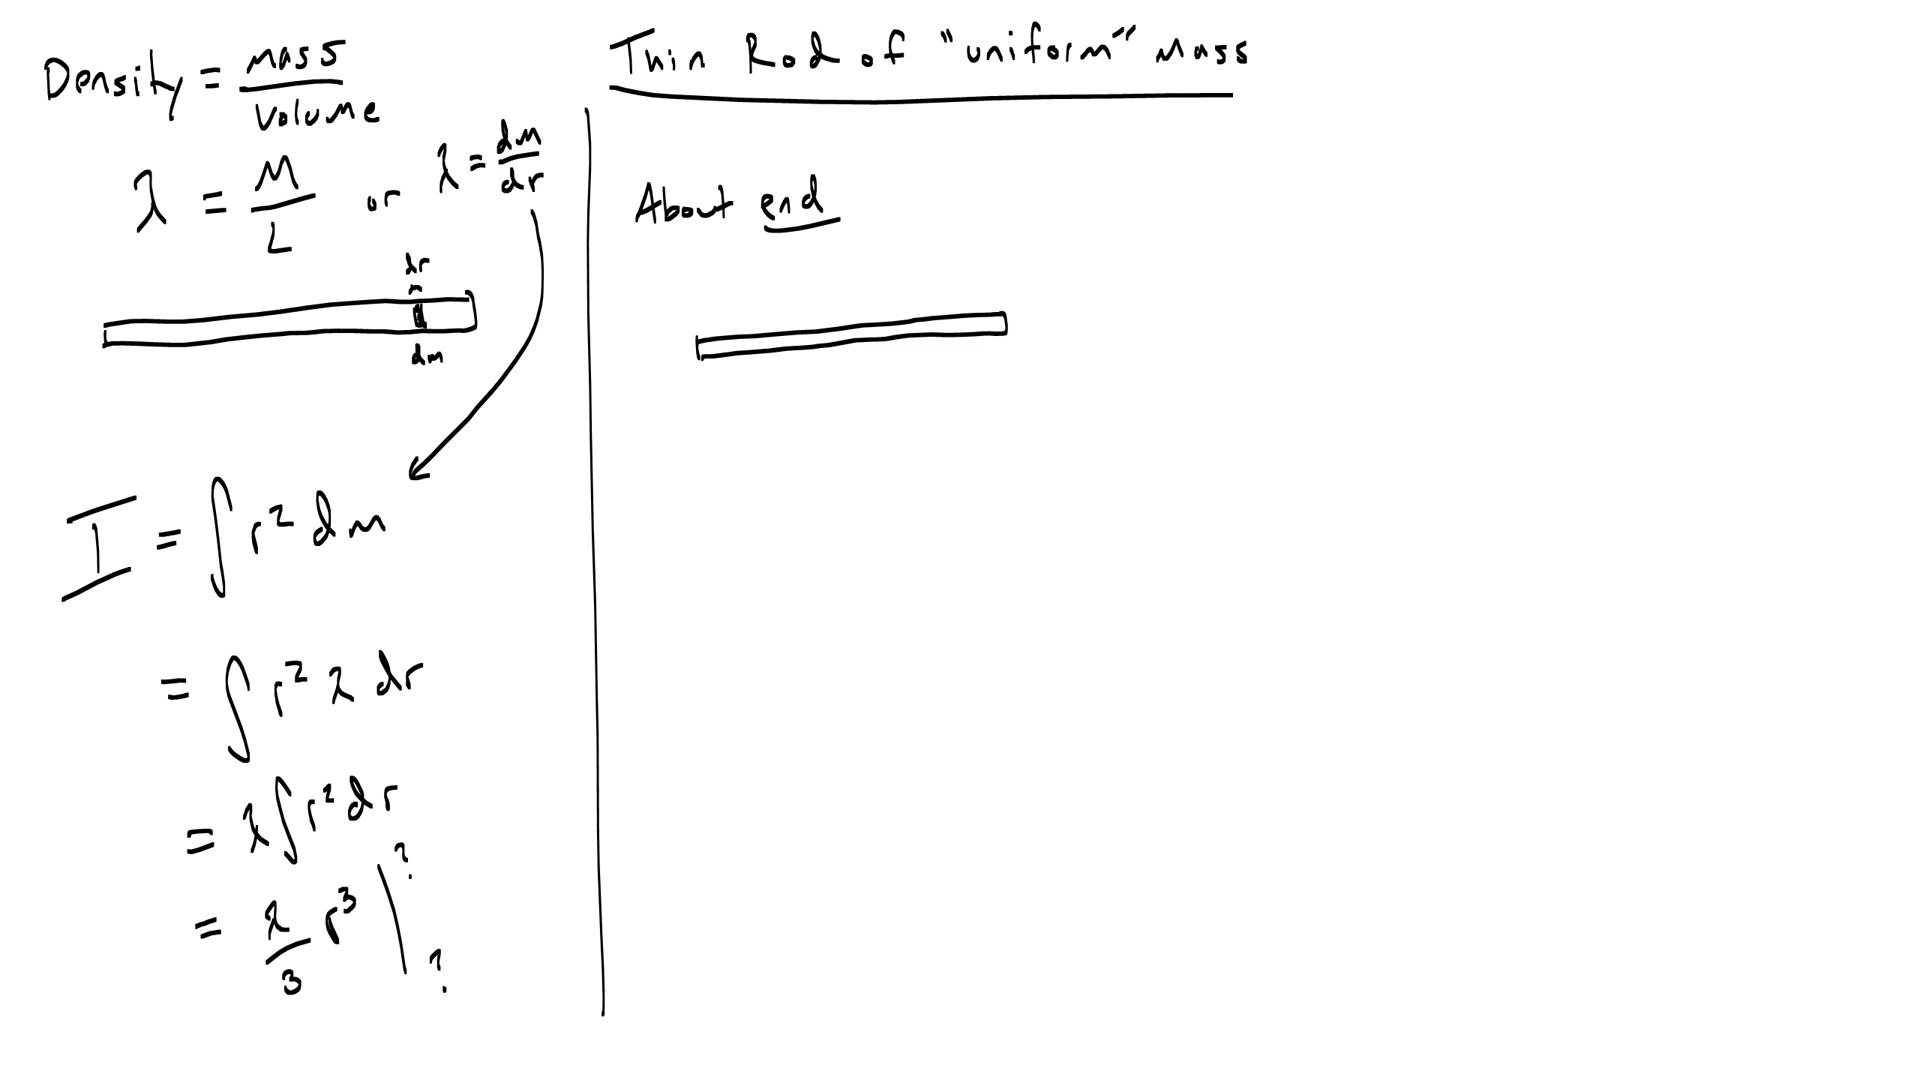 Density = mass / volume
λ = M / L or λ = dm / dr
dr
dm
I = ∫ r² dm
= ∫ r² λ dr
= λ ∫ r² dr
= λ/3 r³ |
?
?
Thin Rod of "uniform" Mass
About end